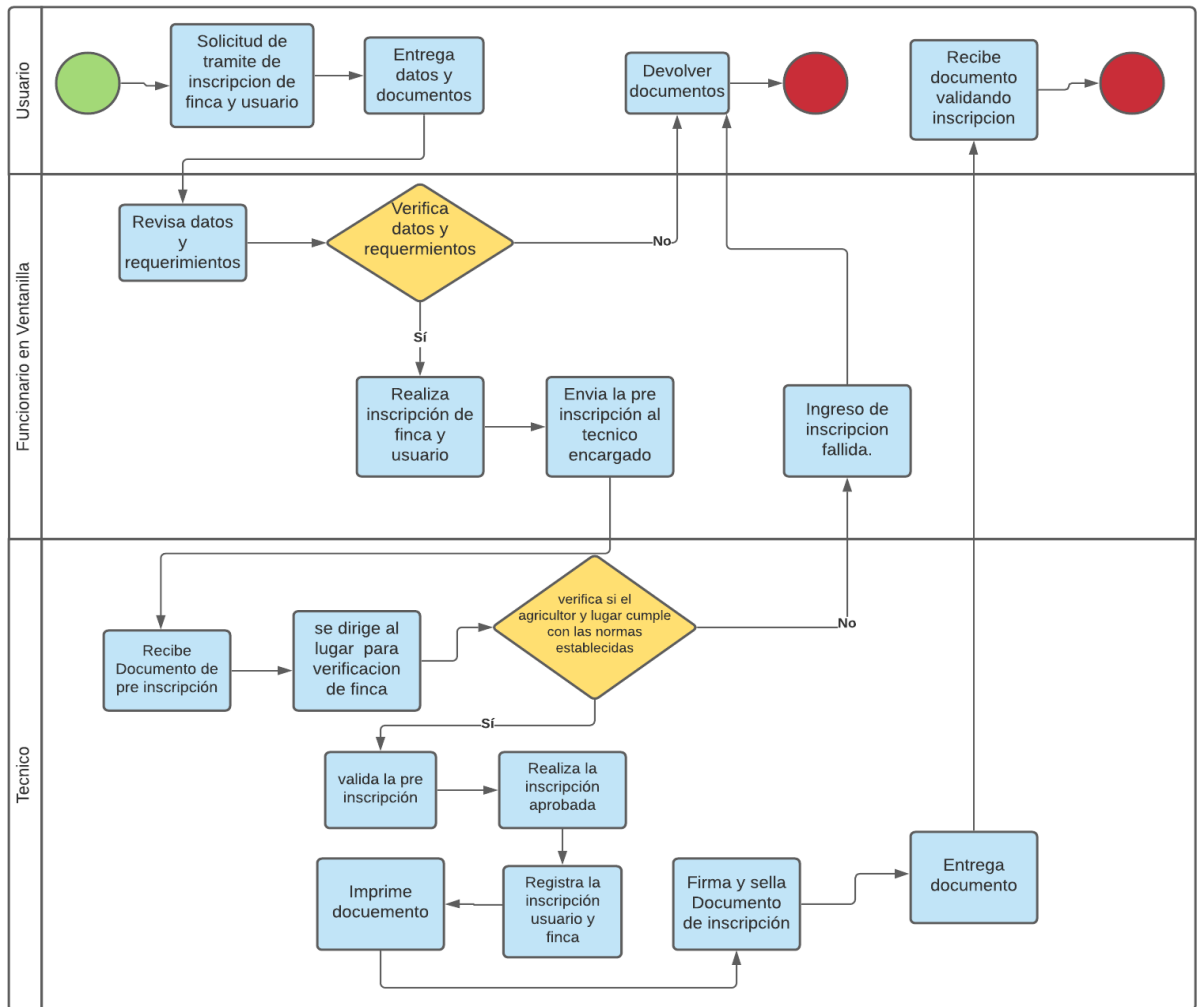 Usuario
Solicitud de
tramite de
inscripcion de
finca y usuario
Entrega
datos y
documentos
Devolver
documentos
Recibe
documento
validando
inscripcion
Funcionario en Ventanilla
Revisa datos
y
requerimientos
Verifica
datos y
requermientos
No
Sí
Realiza
inscripción de
finca y
usuario
Envia la pre
inscripción al
tecnico
encargado
Ingreso de
inscripcion
fallida.
Tecnico
Recibe
Documento de
pre inscripción
se dirige al
lugar para
verificacion
de finca
verifica si el
agricultor y lugar cumple
con las normas
establecidas
No
Sí
valida la pre
inscripción
Realiza la
inscripción
aprobada
Imprime
docuemento
Registra la
inscripción
usuario y
finca
Firma y sella
Documento
de inscripción
Entrega
documento